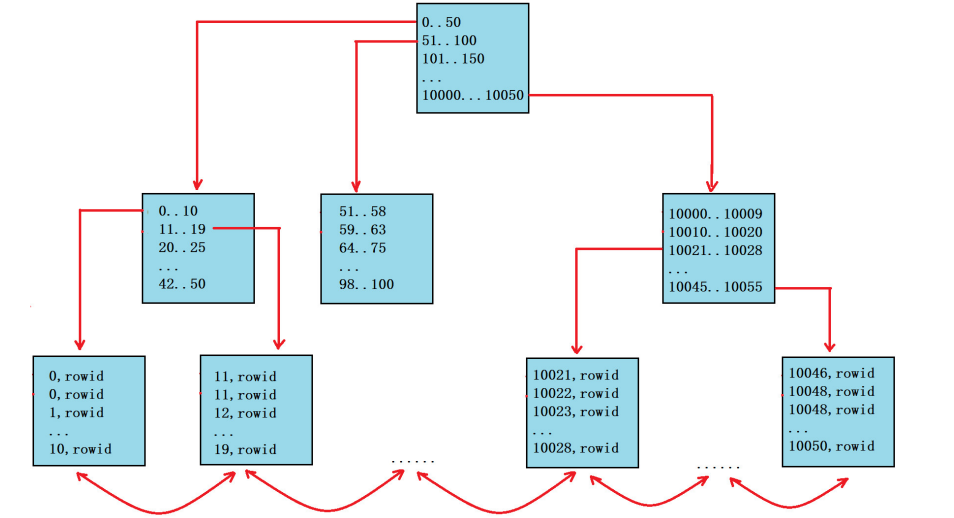 0..50
51..100
101..150
...
10000...10050
0..10
11..19
20..25
...
42..50
51..58
59..63
64..75
...
98..100
10000..10009
10010..10020
10021..10028
...
10045..10055
0,rowid
0,rowid
1,rowid
...
10,rowid
11,rowid
11,rowid
12,rowid
...
19,rowid
......
10021,rowid
10022,rowid
10023,rowid
...
10028,rowid
......
10046,rowid
10048,rowid
10048,rowid
...
10050,rowid